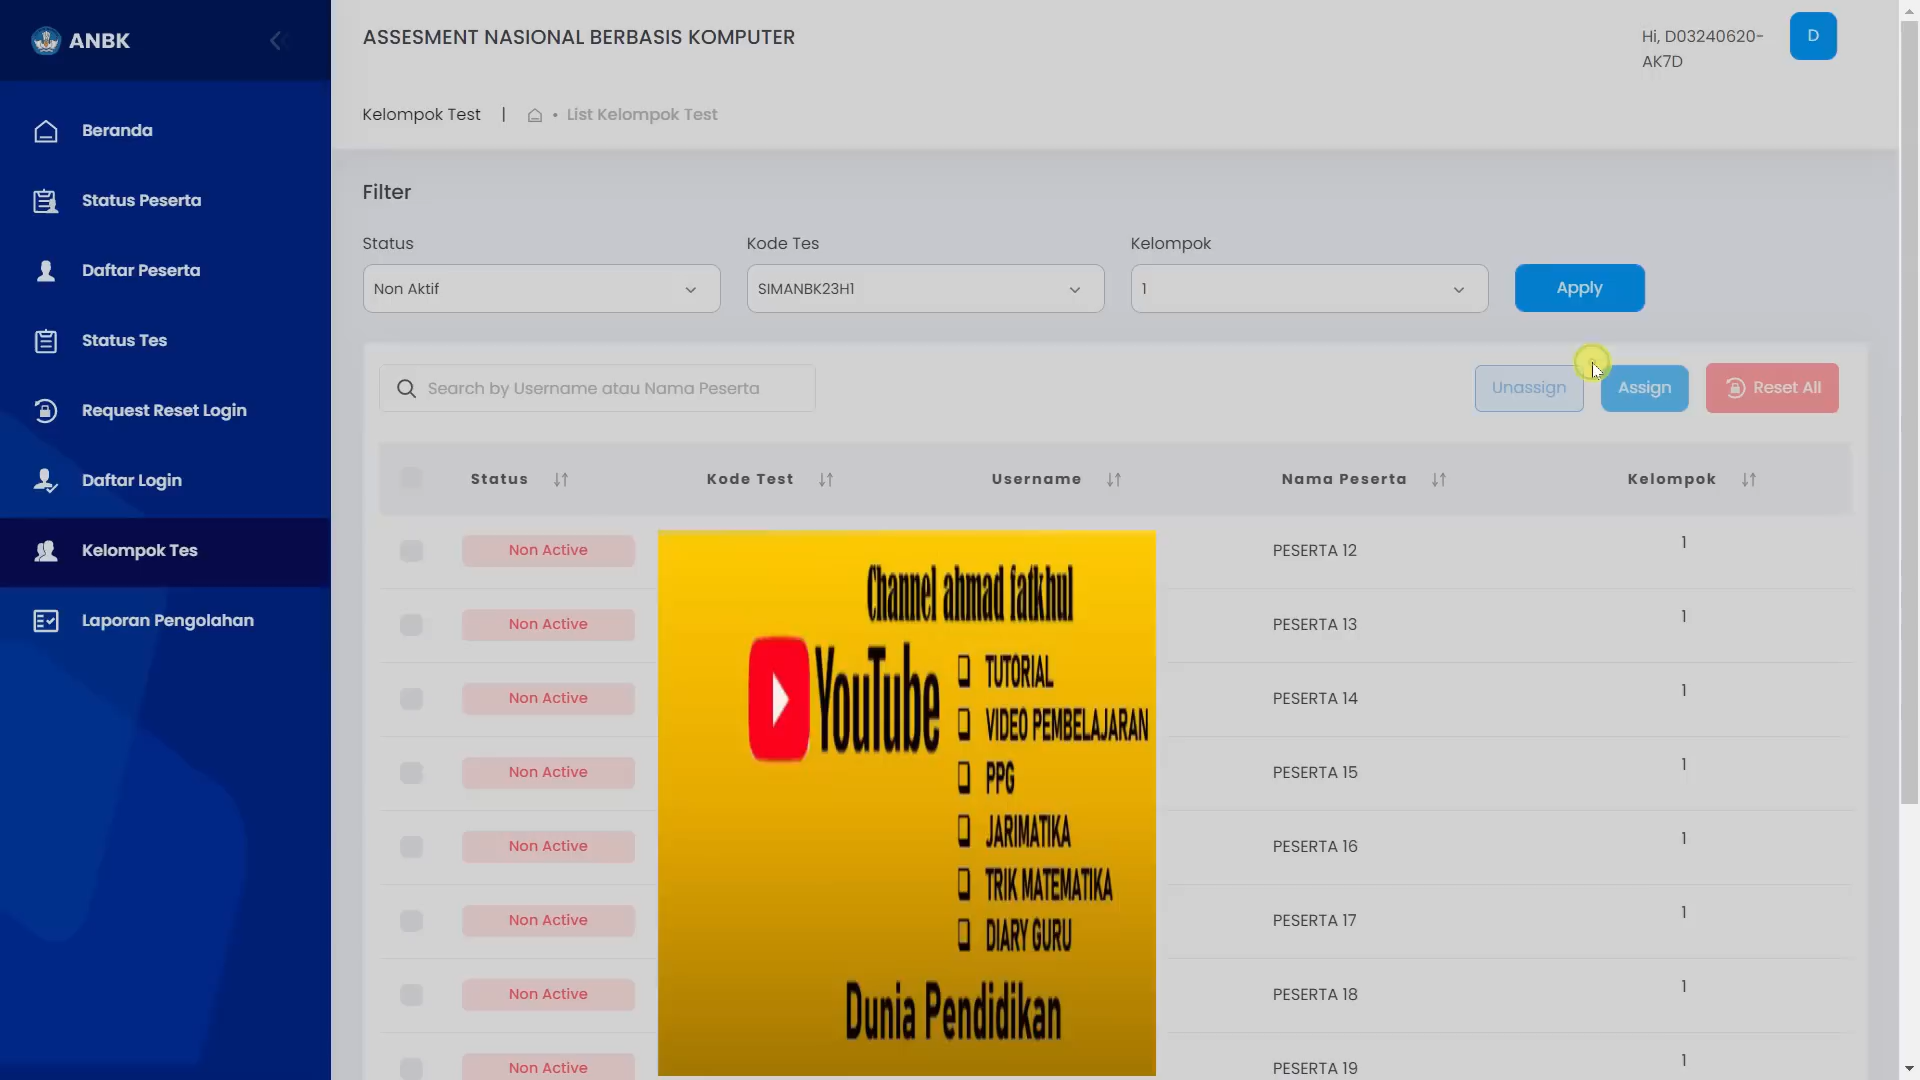 ANBK
Beranda
Status Peserta
Daftar Peserta
Status Tes
Request Reset Login
Daftar Login
Kelompok Tes
Laporan Pengolahan
ASSESMENT NASIONAL BERBASIS KOMPUTER
Hi, D03240620-
AK7D
D
Kelompok Test | • List Kelompok Test
Filter
Status Kode Tes Kelompok
Non Aktif SIMANBK23H1 1 Apply
Search by Username atau Nama Peserta Unassign Assign Reset All
Status Kode Test Username Nama Peserta Kelompok
Non Active PESERTA 12 1
Non Active PESERTA 13 1
Non Active PESERTA 14 1
Non Active PESERTA 15 1
Non Active PESERTA 16 1
Non Active PESERTA 17 1
Non Active PESERTA 18 1
Non Active PESERTA 19 1
Channel ahmad fatkhul
YouTube
TUTORIAL
VIDEO PEMBELAJARAN
PPG
JARIMATIKA
TRIK MATEMATIKA
DIARY GURU
Dunia Pendidikan